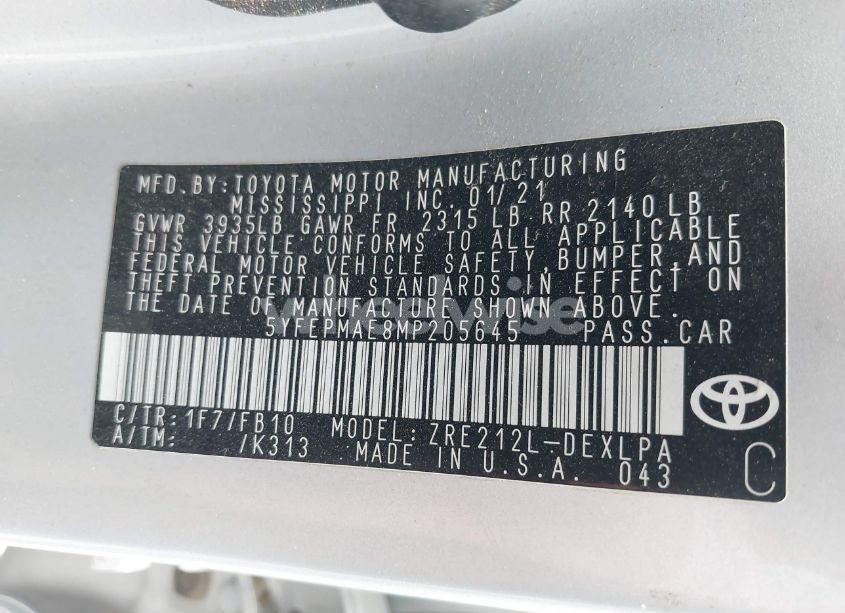 MFD. BY: TOYOTA MOTOR MANUFACTURING
MISSISSIPPI INC. 01/21
GVWR 3935LB GAWR FR 2315 LB RR 2140 LB
THIS VEHICLE CONFORMS TO ALL APPLICABLE
FEDERAL MOTOR VEHICLE SAFETY, BUMPER, AND
THEFT PREVENTION STANDARDS IN EFFECT ON
THE DATE OF MANUFACTURE SHOWN ABOVE.
wheelwise
5YFEPMAE8MP205645 PASS. CAR
C/TR: 1F7/FB10 MODEL: ZRE212L-DEXLPA
A/TM: /K313 MADE IN U.S.A. 043
C